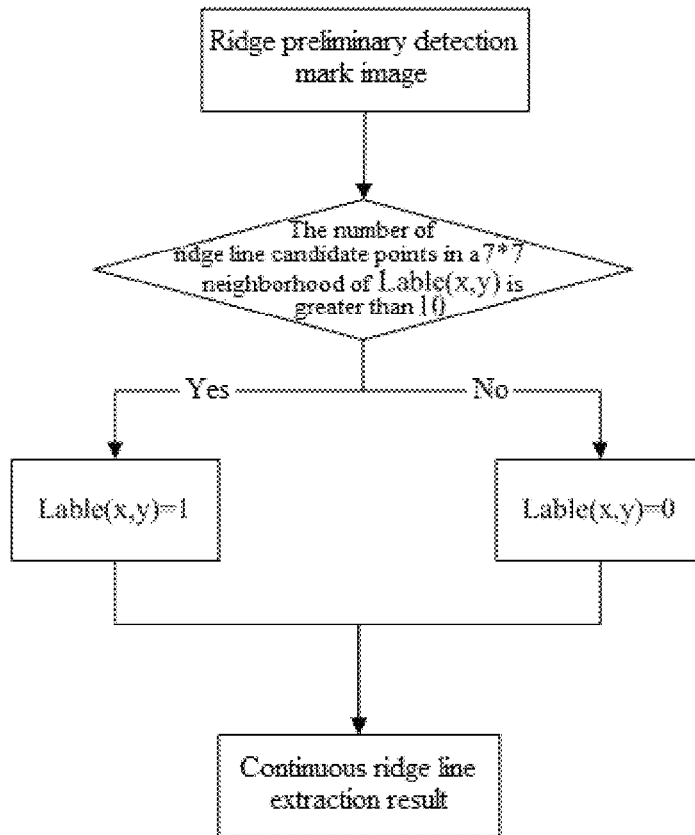 Ridge preliminary detection
mark image
The number of
ridge line candidate points in a 7*7
neighborhood of Lable(x,y) is
greater than 10
Yes
No
Lable(x,y)=1
Lable(x,y)=0
Continuous ridge line
extraction result